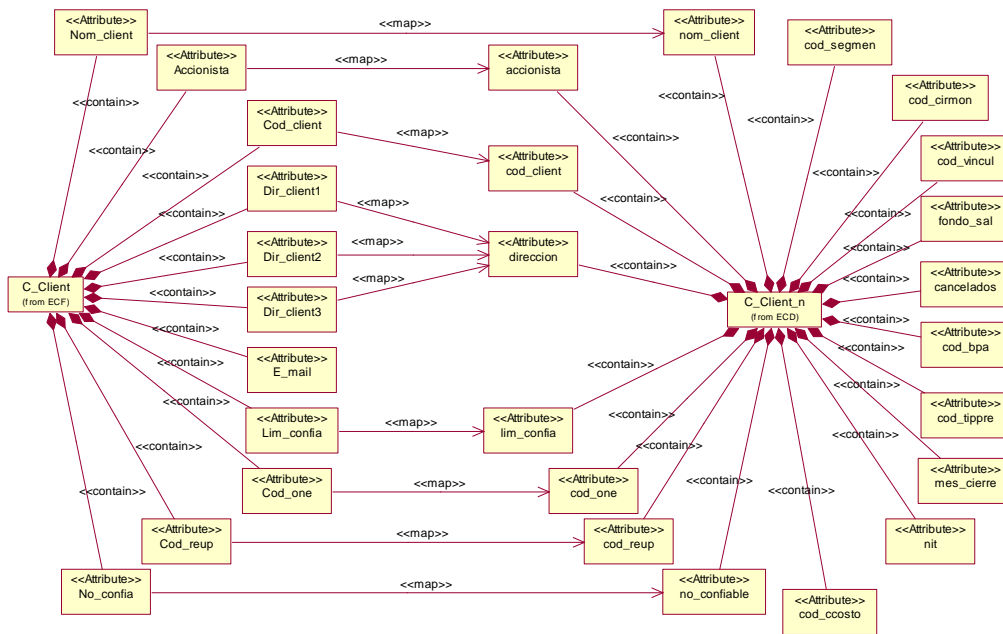 <<Attribute>>
Nom_client
<<map>>
<<Attribute>>
nom_client
<<Attribute>>
cod_segmen
<<Attribute>>
Accionista
<<map>>
<<Attribute>>
accionista
<<Attribute>>
cod_cirmon
<<contain>>
<<contain>>
<<contain>>
<<contain>>
<<Attribute>>
Cod_client
<<map>>
<<Attribute>>
cod_client
<<contain>>
<<contain>>
<<Attribute>>
cod_vincul
<<contain>>
<<Attribute>>
Dir_client1
<<map>>
<<contain>>
<<contain>>
<<Attribute>>
fondo_sal
<<contain>>
<<contain>>
<<Attribute>>
Dir_client2
<<map>>
<<Attribute>>
direccion
<<contain>>
<<contain>>
<<contain>>
<<Attribute>>
cancelados
C_Client
(from ECF)
<<contain>>
<<Attribute>>
Dir_client3
<<map>>
C_Client_n
(from ECD)
<<contain>>
<<Attribute>>
cod_bpa
<<contain>>
<<Attribute>>
E_mail
<<contain>>
<<contain>>
<<contain>>
<<Attribute>>
Lim_confia
<<map>>
<<Attribute>>
lim_confia
<<Attribute>>
cod_tippre
<<contain>>
<<contain>>
<<contain>>
<<contain>>
<<contain>>
<<Attribute>>
Cod_one
<<map>>
<<Attribute>>
cod_one
<<Attribute>>
mes_cierre
<<contain>>
<<contain>>
<<contain>>
<<Attribute>>
Cod_reup
<<map>>
<<Attribute>>
cod_reup
<<Attribute>>
nit
<<Attribute>>
No_confia
<<map>>
<<Attribute>>
no_confiable
<<Attribute>>
cod_ccosto